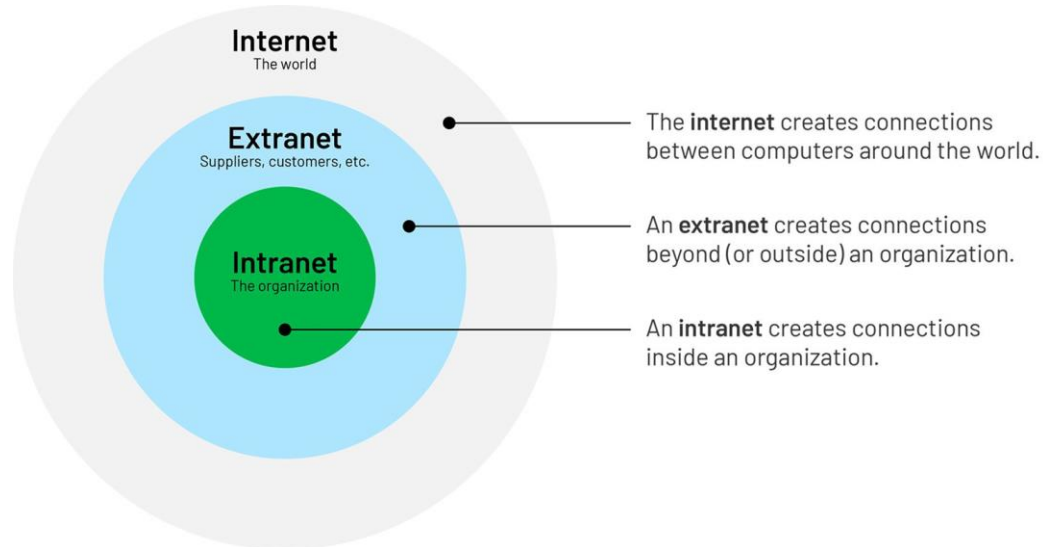 Internet
The world
Extranet
Suppliers, customers, etc.
Intranet
The organization
The internet creates connections
between computers around the world.
An extranet creates connections
beyond (or outside) an organization.
An intranet creates connections
inside an organization.